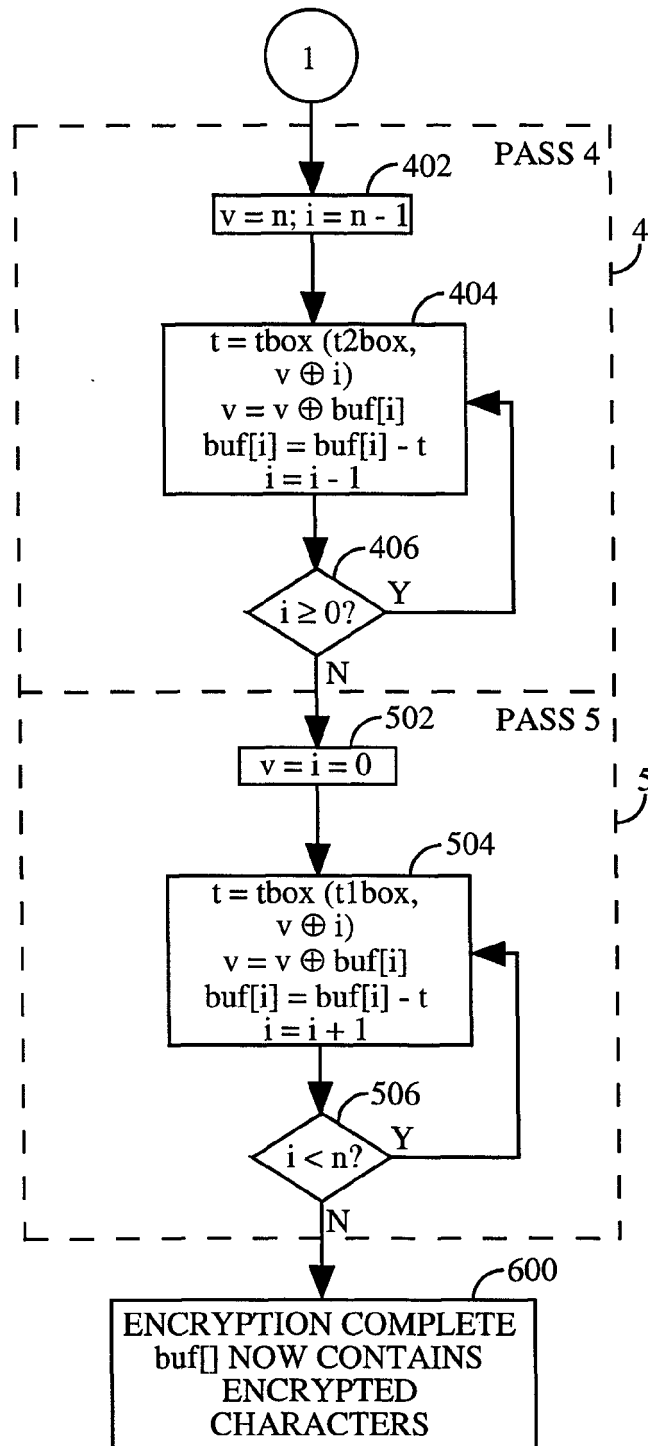 1
PASS 4
402
v = n; i = n - 1
4
404
t = tbox (t2box,
v ⊕ i)
v = v ⊕ buf[i]
buf[i] = buf[i] - t
i = i - 1
406
i ≥ 0?
Y
N
PASS 5
502
v = i = 0
5
504
t = tbox (t1box,
v ⊕ i)
v = v ⊕ buf[i]
buf[i] = buf[i] - t
i = i + 1
506
i < n?
Y
N
600
ENCRYPTION COMPLETE
buf[] NOW CONTAINS
ENCRYPTED
CHARACTERS